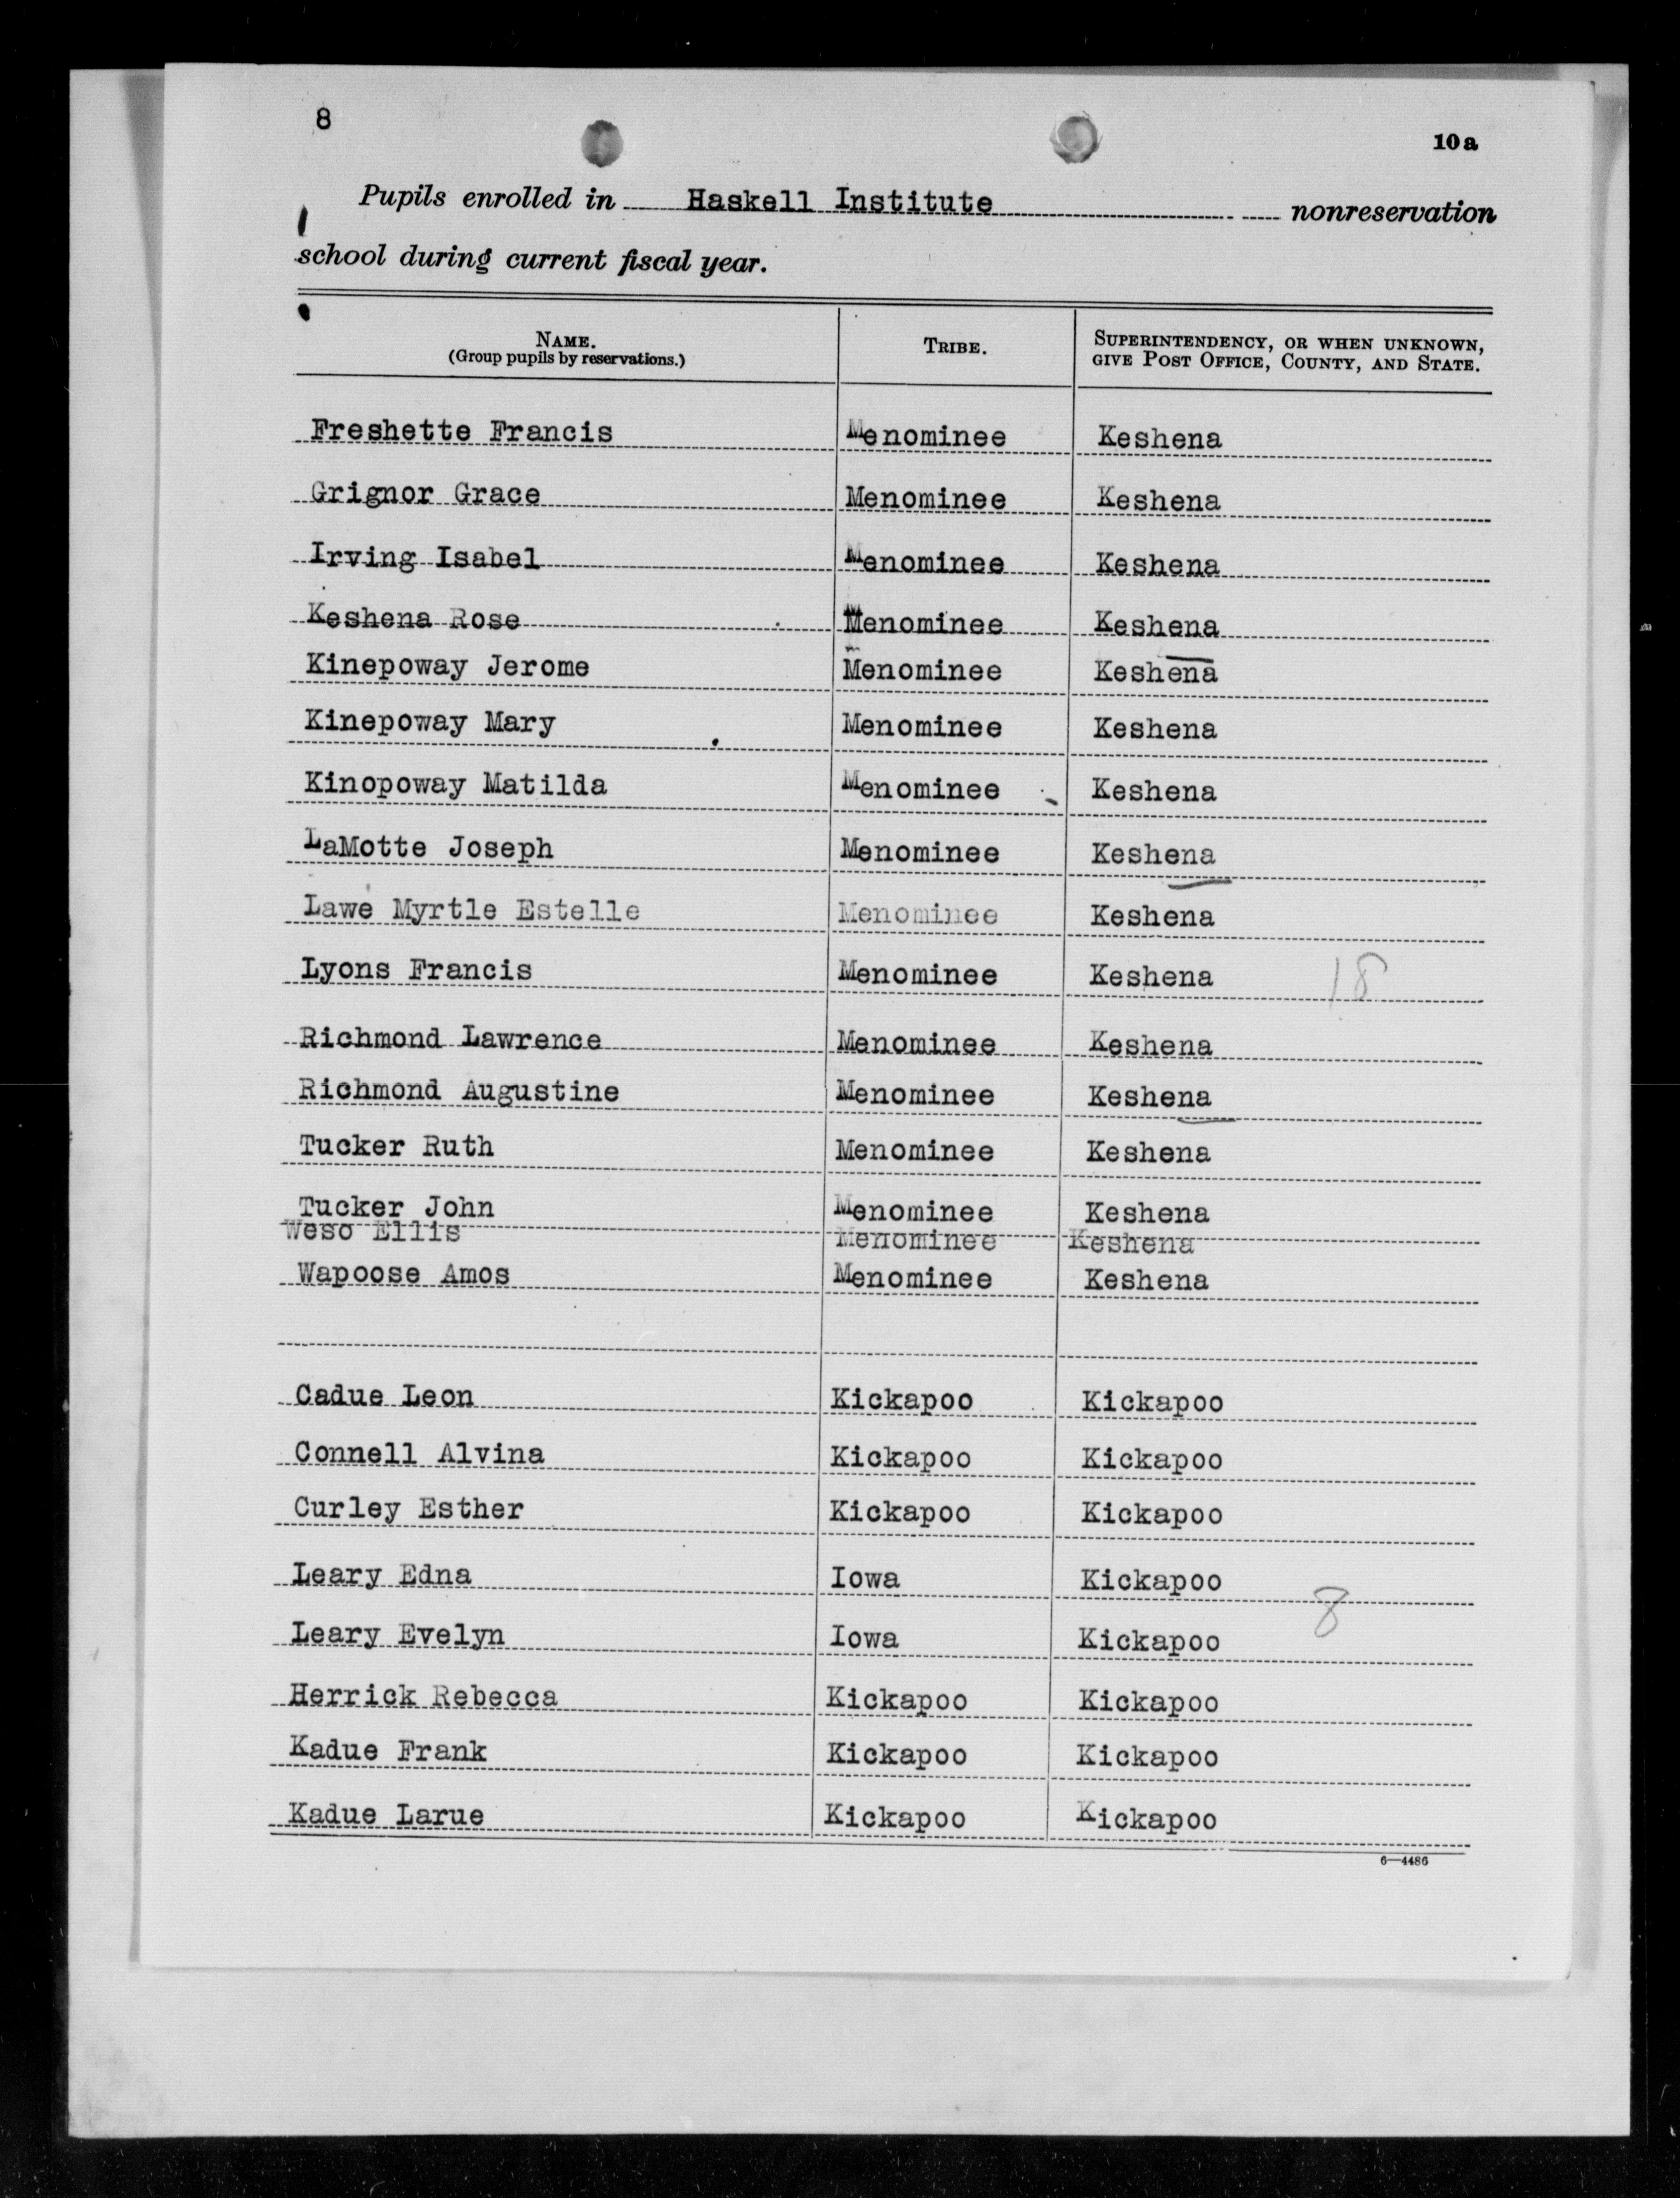 8
10a
Pupils enrolled in Haskell Institute nonreservation
school during current fiscal year.
NAME. TRIBE. SUPERINTENDENCY, OR WHEN UNKNOWN,
(Group pupils by reservations.) GIVE POST OFFICE, COUNTY, AND STATE.
Freshette Francis Menominee Keshena
Grignor Grace Menominee Keshena
Irving Isabel Menominee Keshena
Keshena Rose Menominee Keshena
Kinepoway Jerome Menominee Keshena
Kinepoway Mary Menominee Keshena
Kinopoway Matilda Menominee Keshena
LaMotte Joseph Menominee Keshena
Lawe Myrtle Estelle Menominee Keshena
Lyons Francis Menominee Keshena 18
Richmond Lawrence Menominee Keshena
Richmond Augustine Menominee Keshena
Tucker Ruth Menominee Keshena
Tucker John Menominee Keshena
Weso Ellis Menominee Keshena
Wapoose Amos Menominee Keshena
Cadue Leon Kickapoo Kickapoo
Connell Alvina Kickapoo Kickapoo
Curley Esther Kickapoo Kickapoo
Leary Edna Iowa Kickapoo
Leary Evelyn Iowa Kickapoo 8
Herrick Rebecca Kickapoo Kickapoo
Kadue Frank Kickapoo Kickapoo
Kadue Larue Kickapoo Kickapoo
6—4486